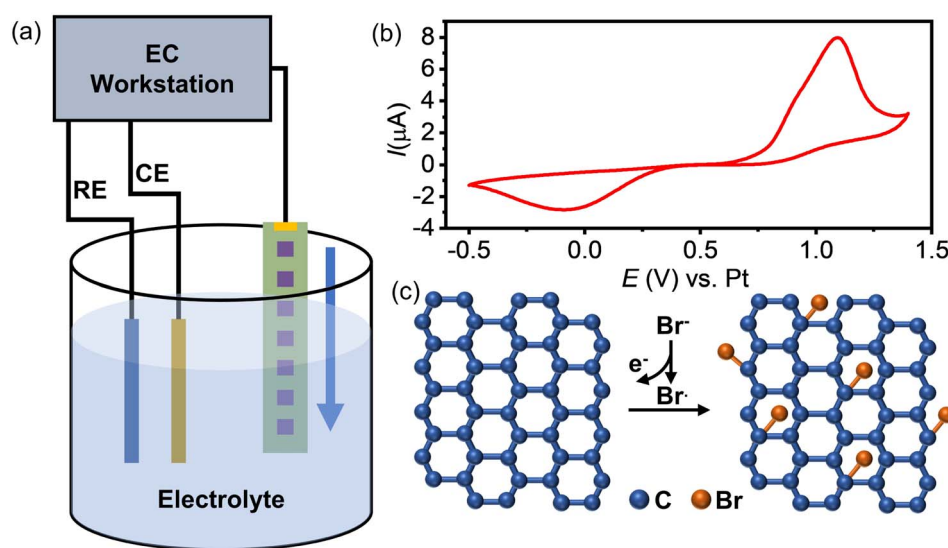 (a)
EC
Workstation
RE
CE
Electrolyte
(b)
I(μA)
8
6
4
2
0
-2
-4
-0.5
0.0
0.5
1.0
1.5
E (V) vs. Pt
(c)
Br-
e-
Br·
C
Br